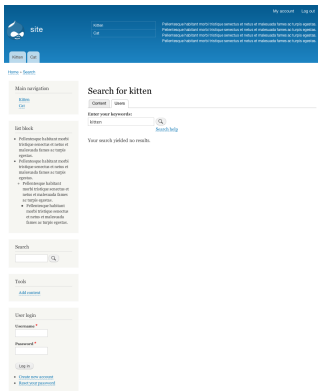 My account Log out
site
Kitten
Cat
Pellentesque habitant morbi tristique senectus et netus et malesuada fames ac turpis egestas.
Pellentesque habitant morbi tristique senectus et netus et malesuada fames ac turpis egestas.
Pellentesque habitant morbi tristique senectus et netus et malesuada fames ac turpis egestas.
Pellentesque habitant morbi tristique senectus et netus et malesuada fames ac turpis egestas.
Kitten Cat
Home » Search
Main navigation
Kitten
Cat
list block
Pellentesque habitant morbi
tristique senectus et netus et
malesuada fames ac turpis
egestas.
Pellentesque habitant morbi
tristique senectus et netus et
malesuada fames ac turpis
egestas.
Pellentesque habitant
morbi tristique senectus et
netus et malesuada fames
ac turpis egestas.
Pellentesque habitant
morbi tristique senectus
et netus et malesuada
fames ac turpis egestas.
Search
Tools
Add content
User login
Username *
Password *
Log in
Create new account
Reset your password
Search for kitten
Content Users
Enter your keywords:
kitten
Search help
Your search yielded no results.